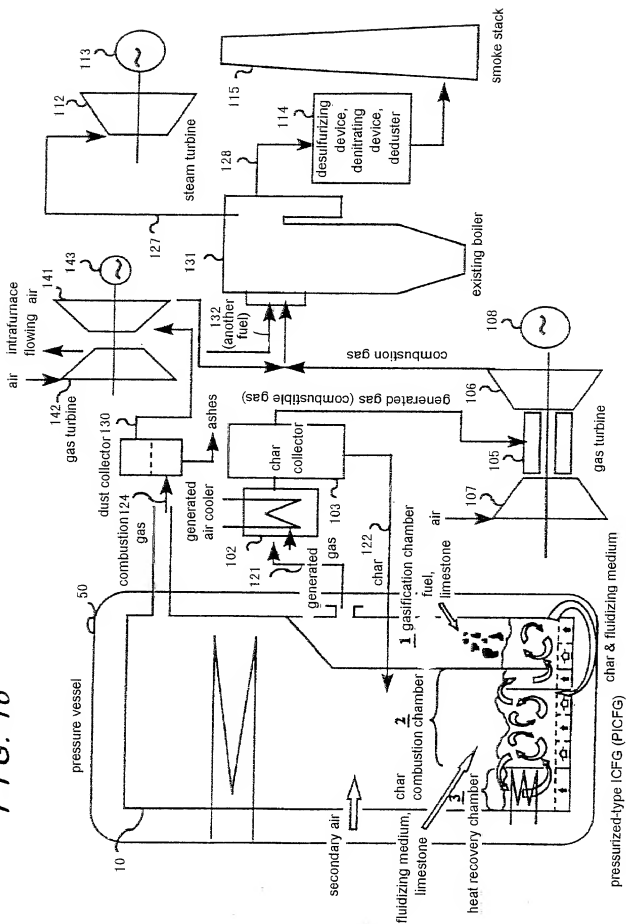 FIG.
pressure vessel
50
10
secondary air
fluidizing medium,
limestone
char
combustion chamber
2
3
heat recovery chamber
1 gasification chamber
fuel,
limestone
char & fluidizing medium
pressurized-type ICFG (PICFG)
combustion 124
gas
dust collector 130
ashes
generated
air cooler
102
121
generated
gas
char
collector
103
122
char
air
intrafurnace
flowing air
142
141
143
gas turbine
generated gas (combustible gas)
combustion gas
air
107
105
106
108
gas turbine
127
132
(another
fuel)
131
existing boiler
128
112
113
steam turbine
114
desulfurizing
device,
denitrating
device,
deduster
115
smoke stack